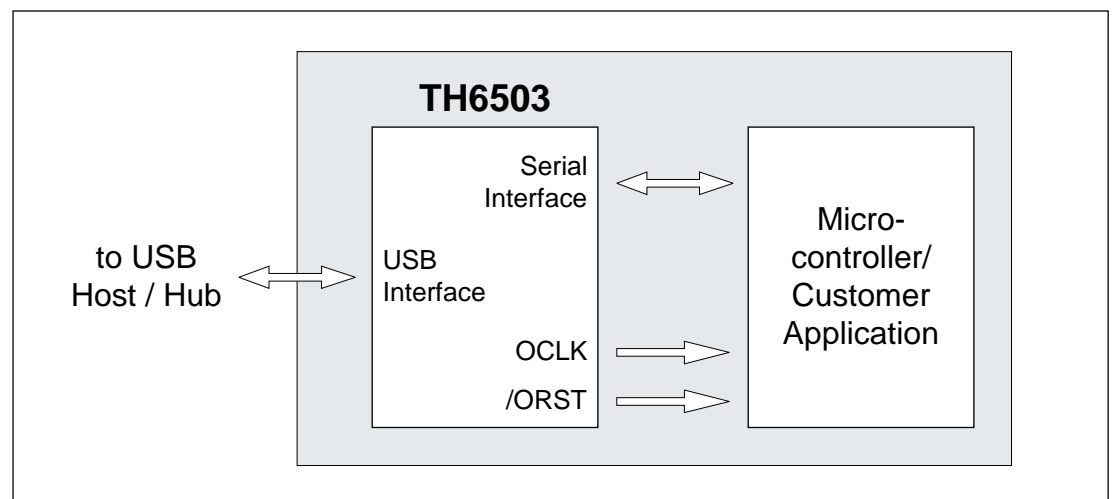 TH6503
Serial
Interface
to USB
Host / Hub
USB
Interface
OCLK
/ORST
Micro-
controller/
Customer
Application